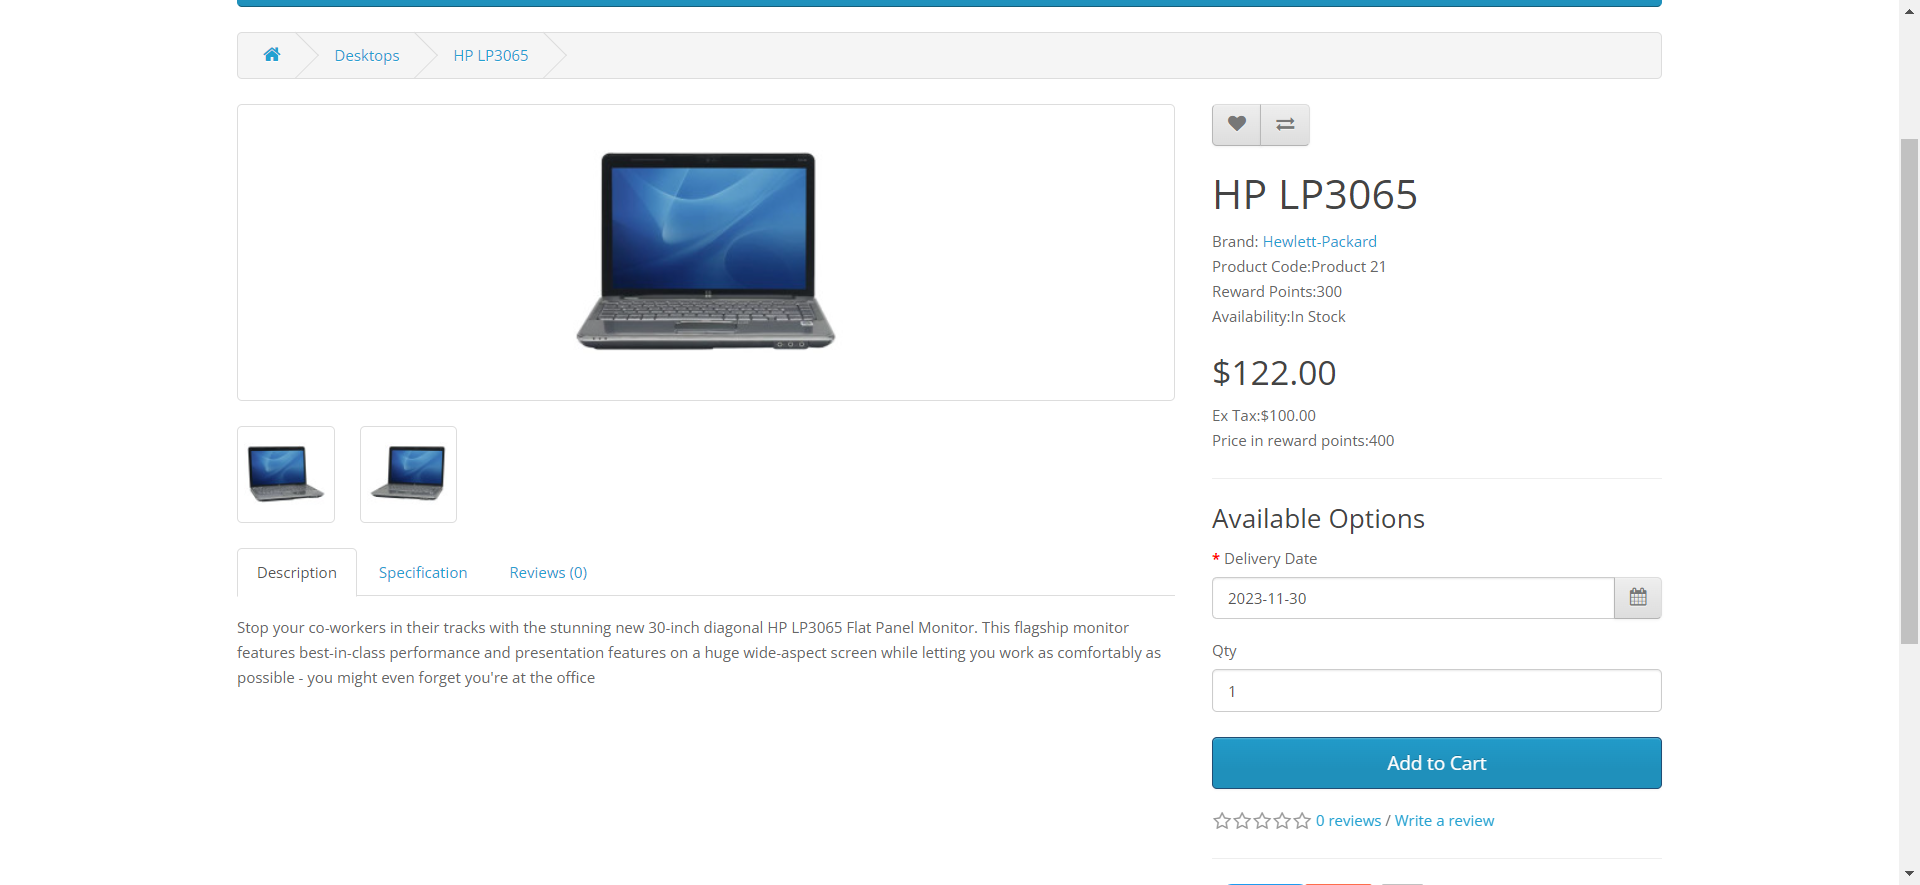 Desktops
HP LP3065
HP LP3065
Brand: Hewlett-Packard
Product Code:Product 21
Reward Points:300
Availability:In Stock
$122.00
Ex Tax:$100.00
Price in reward points:400
Available Options
* Delivery Date
2023-11-30
Qty
1
Add to Cart
0 reviews / Write a review
Description
Specification
Reviews (0)
Stop your co-workers in their tracks with the stunning new 30-inch diagonal HP LP3065 Flat Panel Monitor. This flagship monitor
features best-in-class performance and presentation features on a huge wide-aspect screen while letting you work as comfortably as
possible - you might even forget you're at the office